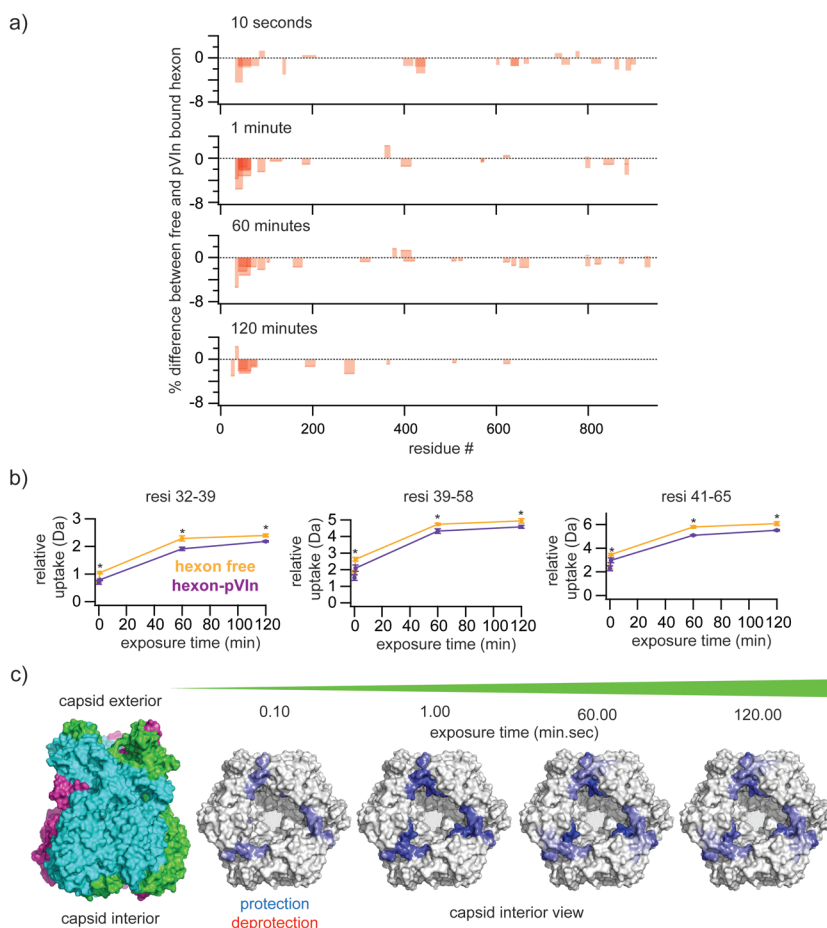 a)
% difference between free and pVIn bound hexon
10 seconds
0
-8
1 minute
0
-8
60 minutes
0
-8
120 minutes
0
-8
0 200 400 600 800
residue #
b)
resi 32-39
relative
uptake (Da)
3
2
1
0
hexon free
hexon-pVIn
* * *
0 20 40 60 80 100 120
exposure time (min)
resi 39-58
relative
uptake (Da)
5
4
3
2
1
0
* * *
0 20 40 60 80 100 120
exposure time (min)
resi 41-65
relative
uptake (Da)
6
4
2
0
* * *
0 20 40 60 80 100 120
exposure time (min)
c)
capsid exterior
0.10 1.00 60.00 120.00
exposure time (min.sec)
capsid interior
protection
deprotection
capsid interior view